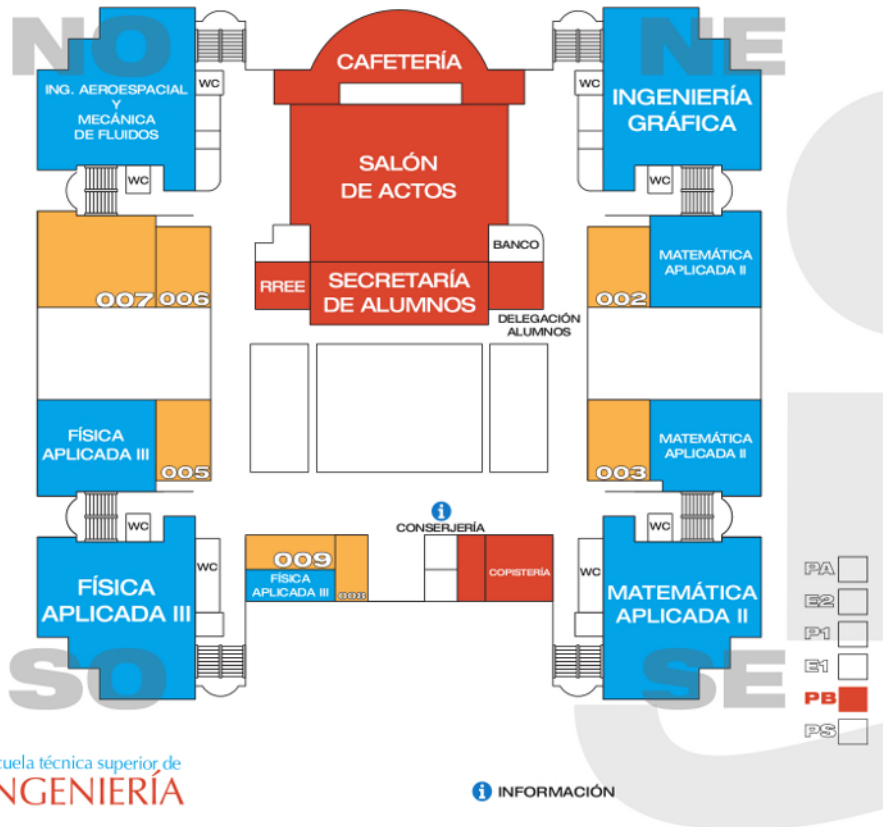 NO
NE
CAFETERÍA
WC
WC
ING. AEROESPACIAL
Y
MECÁNICA
DE FLUIDOS
INGENIERÍA
GRÁFICA
SALÓN
DE ACTOS
WC
WC
BANCO
MATEMÁTICA
APLICADA II
RREE
SECRETARÍA
DE ALUMNOS
007
006
002
DELEGACIÓN
ALUMNOS
FÍSICA
APLICADA III
005
MATEMÁTICA
APLICADA II
003
WC
i
CONSERJERÍA
WC
009
FÍSICA
APLICADA III
008
COPISTERÍA
WC
WC
FÍSICA
APLICADA III
MATEMÁTICA
APLICADA II
SO
SE
PA
E2
P1
E1
PB
PS
cuela técnica superior de
NGENIERÍA
i INFORMACIÓN